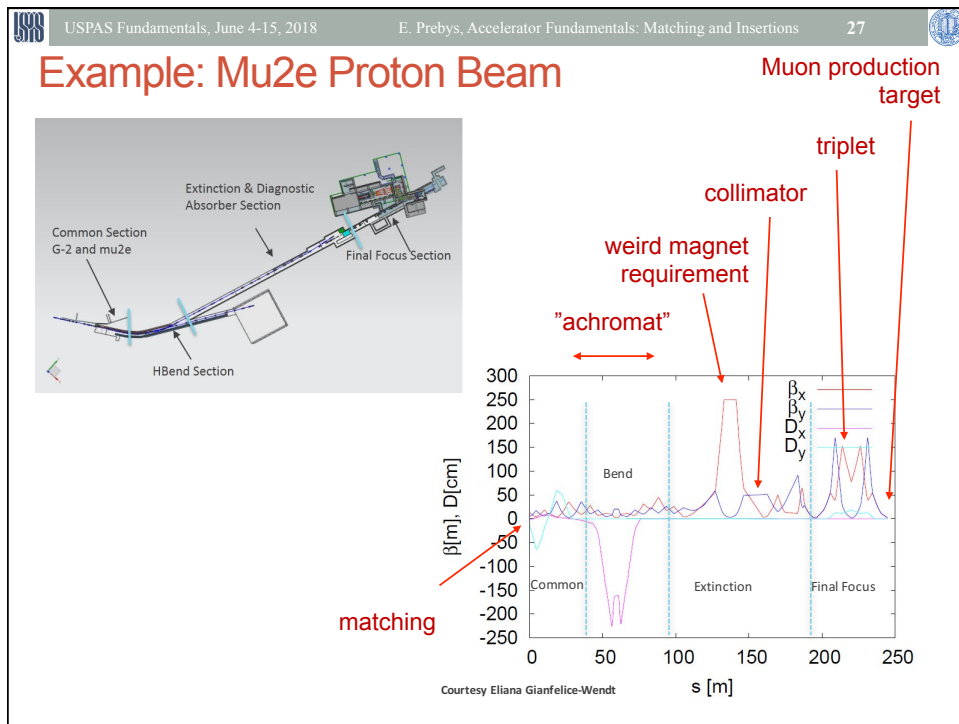 USPAS Fundamentals, June 4-15, 2018
E. Prebys, Accelerator Fundamentals: Matching and Insertions
27
Example: Mu2e Proton Beam
Extinction & Diagnostic
Absorber Section
Common Section
G-2 and mu2e
Final Focus Section
HBend Section
Muon production
target
triplet
collimator
weird magnet
requirement
"achromat"
matching
β[m], D[cm]
300
250
200
150
100
50
0
-50
-100
-150
-200
-250
βx
βy
Dx
Dy
Bend
Common
Extinction
Final Focus
0
50
100
150
200
250
s [m]
Courtesy Eliana Gianfelice-Wendt